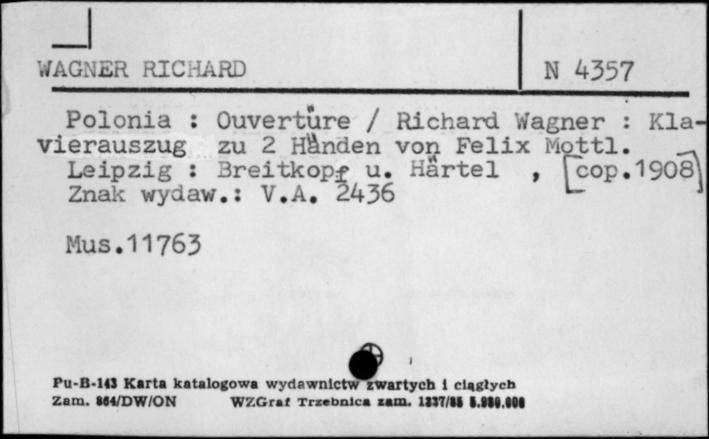 WAGNER RICHARD
N 4357
Polonia : Ouvertüre / Richard Wagner : Kla-
vierauszug zu 2 Händen von Felix Mottl.
Leipzig : Breitkopf u. Härtel , [cop.1908]
Znak wydaw.: V.A. 2436
Mus.11763
Pu-B-143 Karta katalogowa wydawnictw zwartych i ciągłych
Zam. 864/DW/ON WZGraf Trzebnica zam. 1337/85